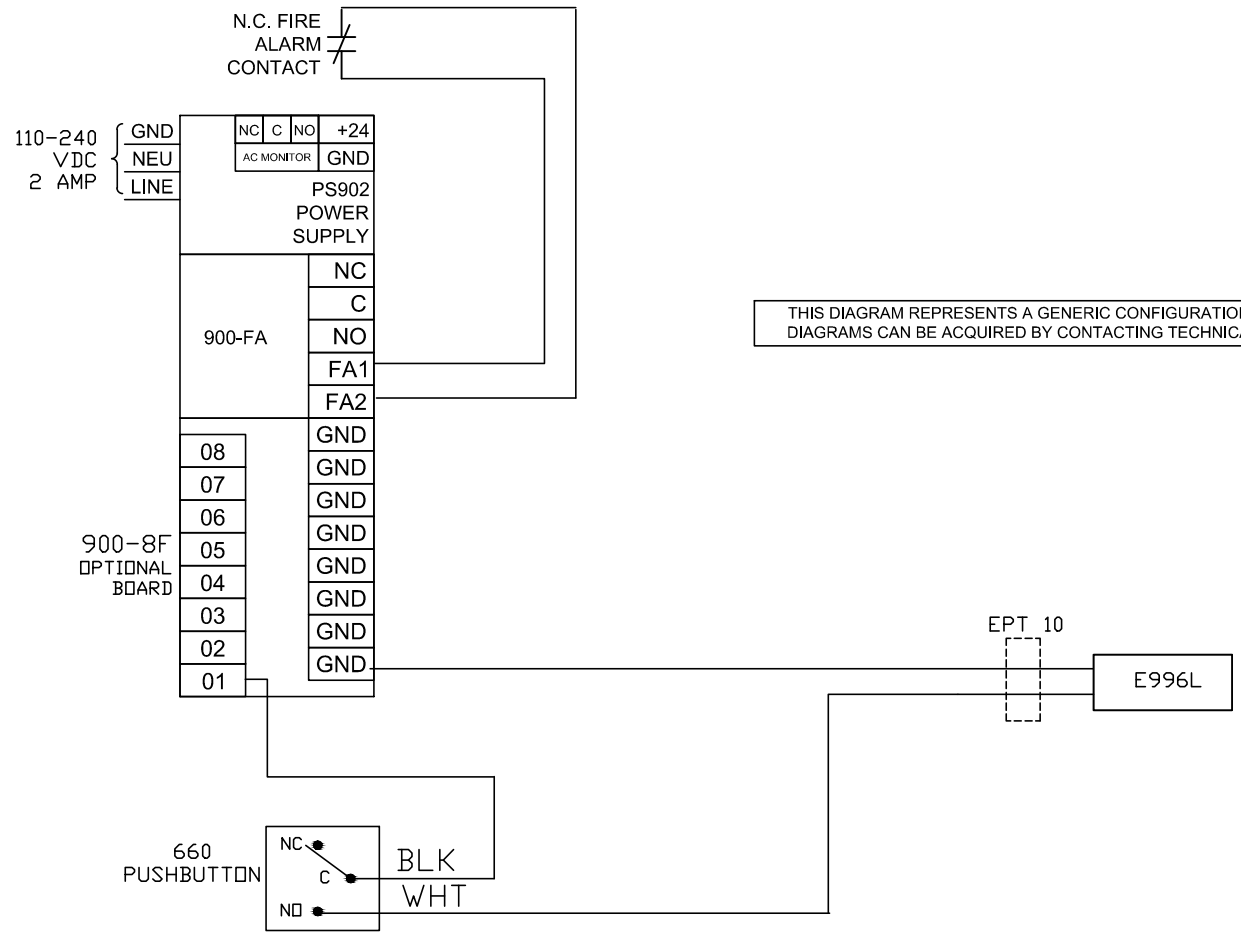 N.C. FIRE
ALARM
CONTACT
110-240
VDC
2 AMP
GND
NEU
LINE
NC C NO +24
AC MONITOR GND
PS902
POWER
SUPPLY
900-FA
NC
C
NO
FA1
FA2
GND
GND
GND
GND
GND
GND
GND
GND
08
07
06
05
04
03
02
01
900-8F
OPTIONAL
BOARD
THIS DIAGRAM REPRESENTS A GENERIC CONFIGURATION
DIAGRAMS CAN BE ACQUIRED BY CONTACTING TECHNICA
EPT 10
E996L
660
PUSHBUTTON
NC
C
NO
BLK
WHT